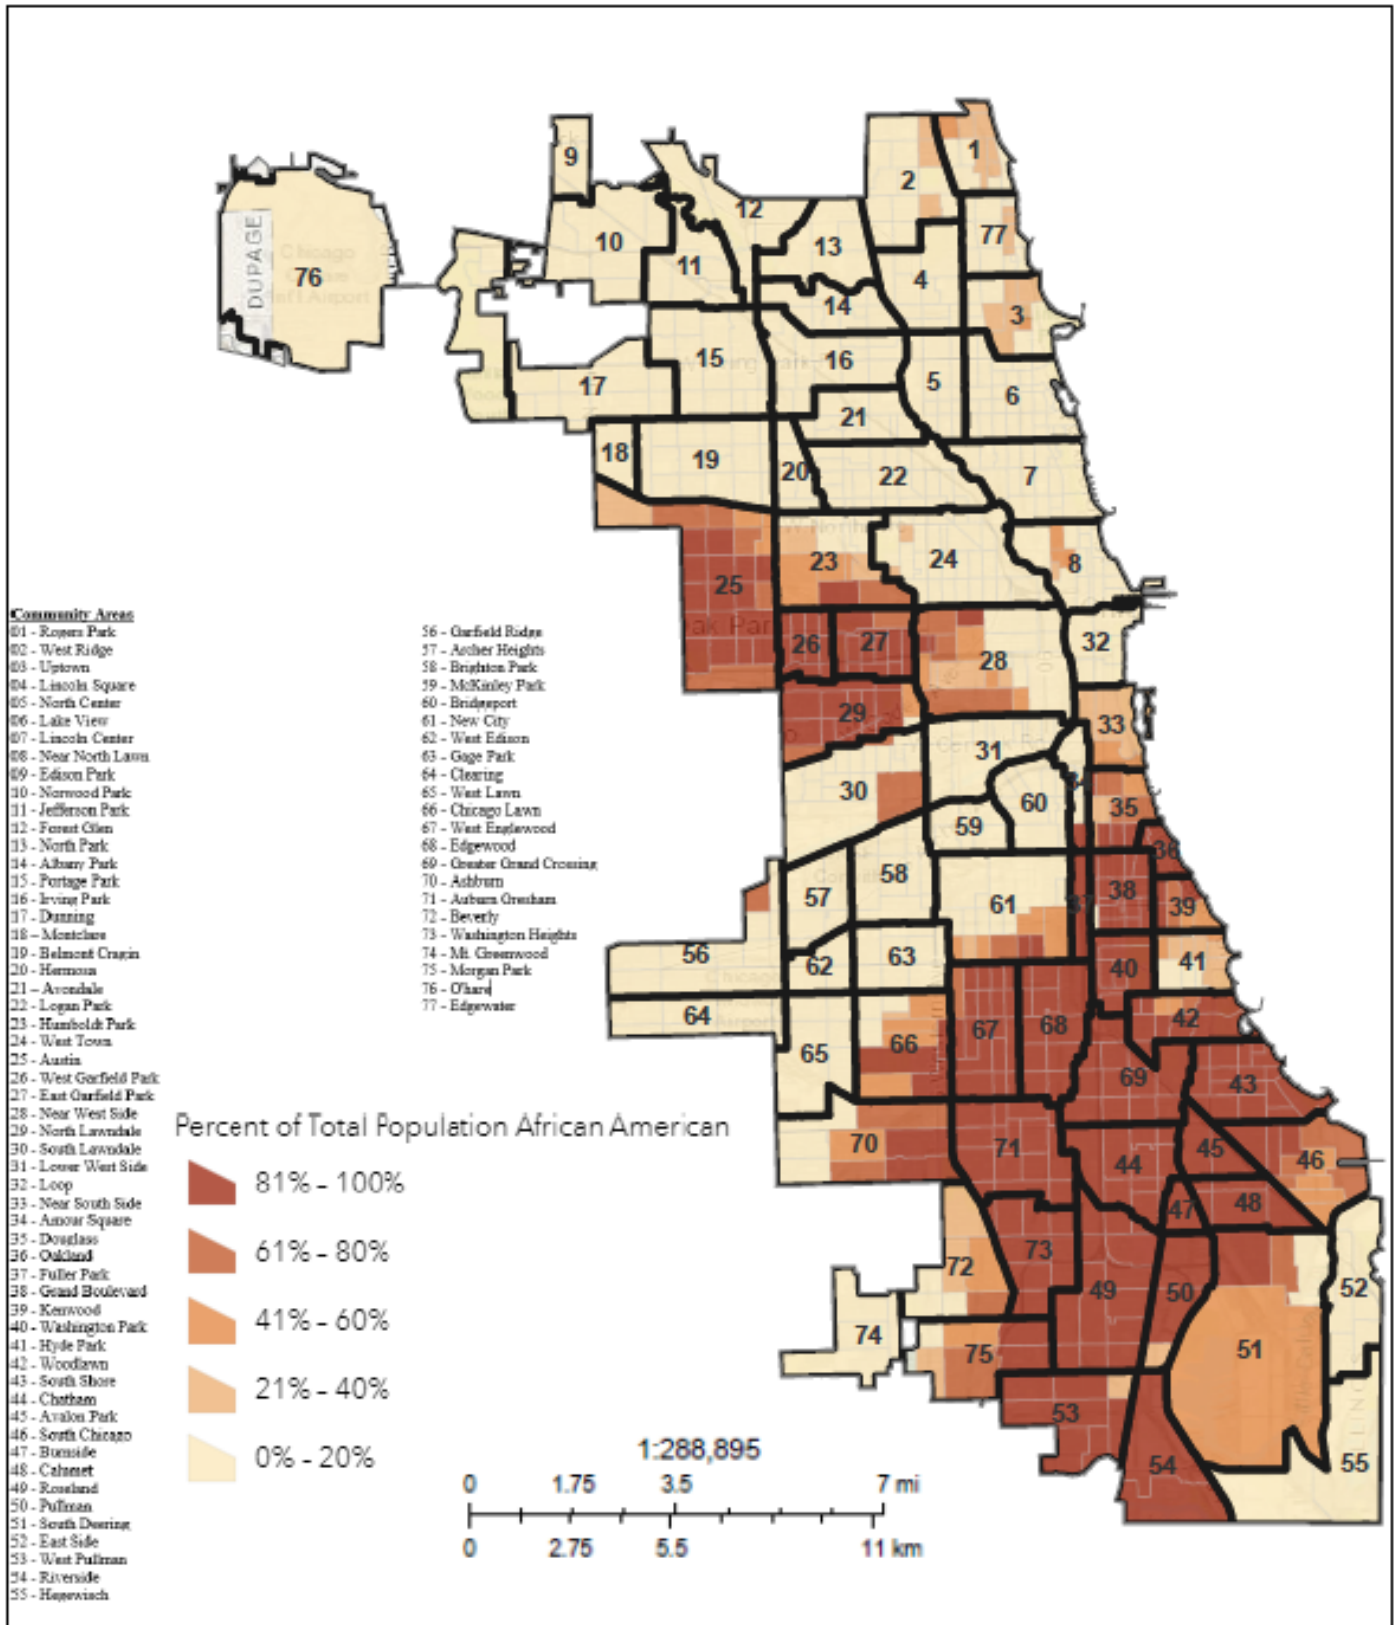 9
1
2
12
77
10
13
Chicago
76
DUPAGE
11
4
14
3
15
16
17
5
6
21
18
19
20
22
7
23
24
8
25
26
27
28
32
29
33
31
30
60
35
59
36
58
57
38
39
61
37
56
62
63
40
41
64
42
65
66
67
68
69
43
70
71
44
45
46
47
48
72
73
49
50
52
74
75
51
53
54
55
Community Areas
01 - Rogers Park
02 - West Ridge
03 - Uptown
04 - Lincoln Square
05 - North Center
06 - Lake View
07 - Lincoln Center
08 - Near North Lawn
09 - Edison Park
10 - Norwood Park
11 - Jefferson Park
12 - Forest Glen
13 - North Park
14 - Albany Park
15 - Portage Park
16 - Irving Park
17 - Dunning
18 – Montclare
19 - Belmont Cragin
20 - Hermosa
21 – Avondale
22 - Logan Park
23 - Humboldt Park
24 - West Town
25 - Austin
26 - West Garfield Park
27 - East Garfield Park
28 - Near West Side
29 - North Lawndale
30 - South Lawndale
31 - Lower West Side
32 - Loop
33 - Near South Side
34 - Amour Square
35 - Douglass
36 - Oakland
37 - Fuller Park
38 - Grand Boulevard
39 - Kenwood
40 - Washington Park
41 - Hyde Park
42 - Woodlawn
43 - South Shore
44 - Chatham
45 - Avalon Park
46 - South Chicago
47 - Burnside
48 - Calumet
49 - Roseland
50 - Pullman
51 - South Deering
52 - East Side
53 - West Pullman
54 - Riverside
55 - Hegewisch
56 - Garfield Ridge
57 - Archer Heights
58 - Brighton Park
59 - McKinley Park
60 - Bridgeport
61 - New City
62 - West Edison
63 - Gage Park
64 - Clearing
65 - West Lawn
66 - Chicago Lawn
67 - West Englewood
68 - Edgewood
69 - Greater Grand Crossing
70 - Ashburn
71 - Auburn Gresham
72 - Beverly
73 - Washington Heights
74 - Mt. Greenwood
75 - Morgan Park
76 - O'hare
77 - Edgewater
Percent of Total Population African American
81% - 100%
61% - 80%
41% - 60%
21% - 40%
0% - 20%
1:288,895
0 1.75 3.5 7 mi
0 2.75 5.5 11 km